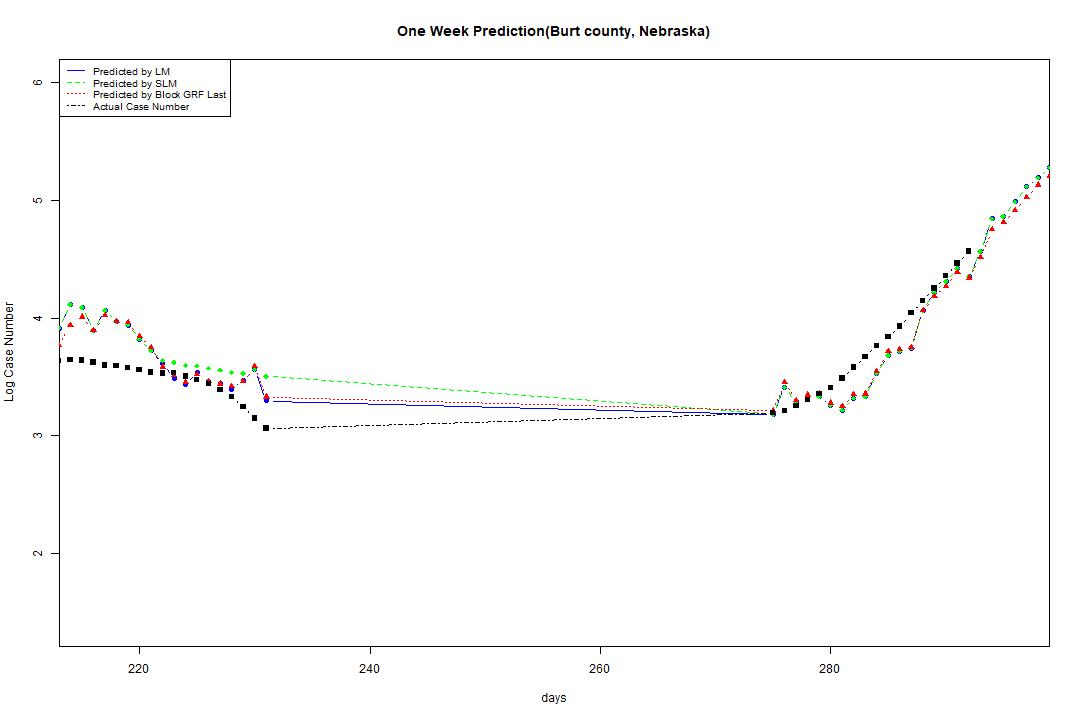 One Week Prediction(Burt county, Nebraska)
Predicted by LM
Predicted by SLM
Predicted by Block GRF Last
Actual Case Number
6
5
4
3
2
Log Case Number
220 240 260 280
days